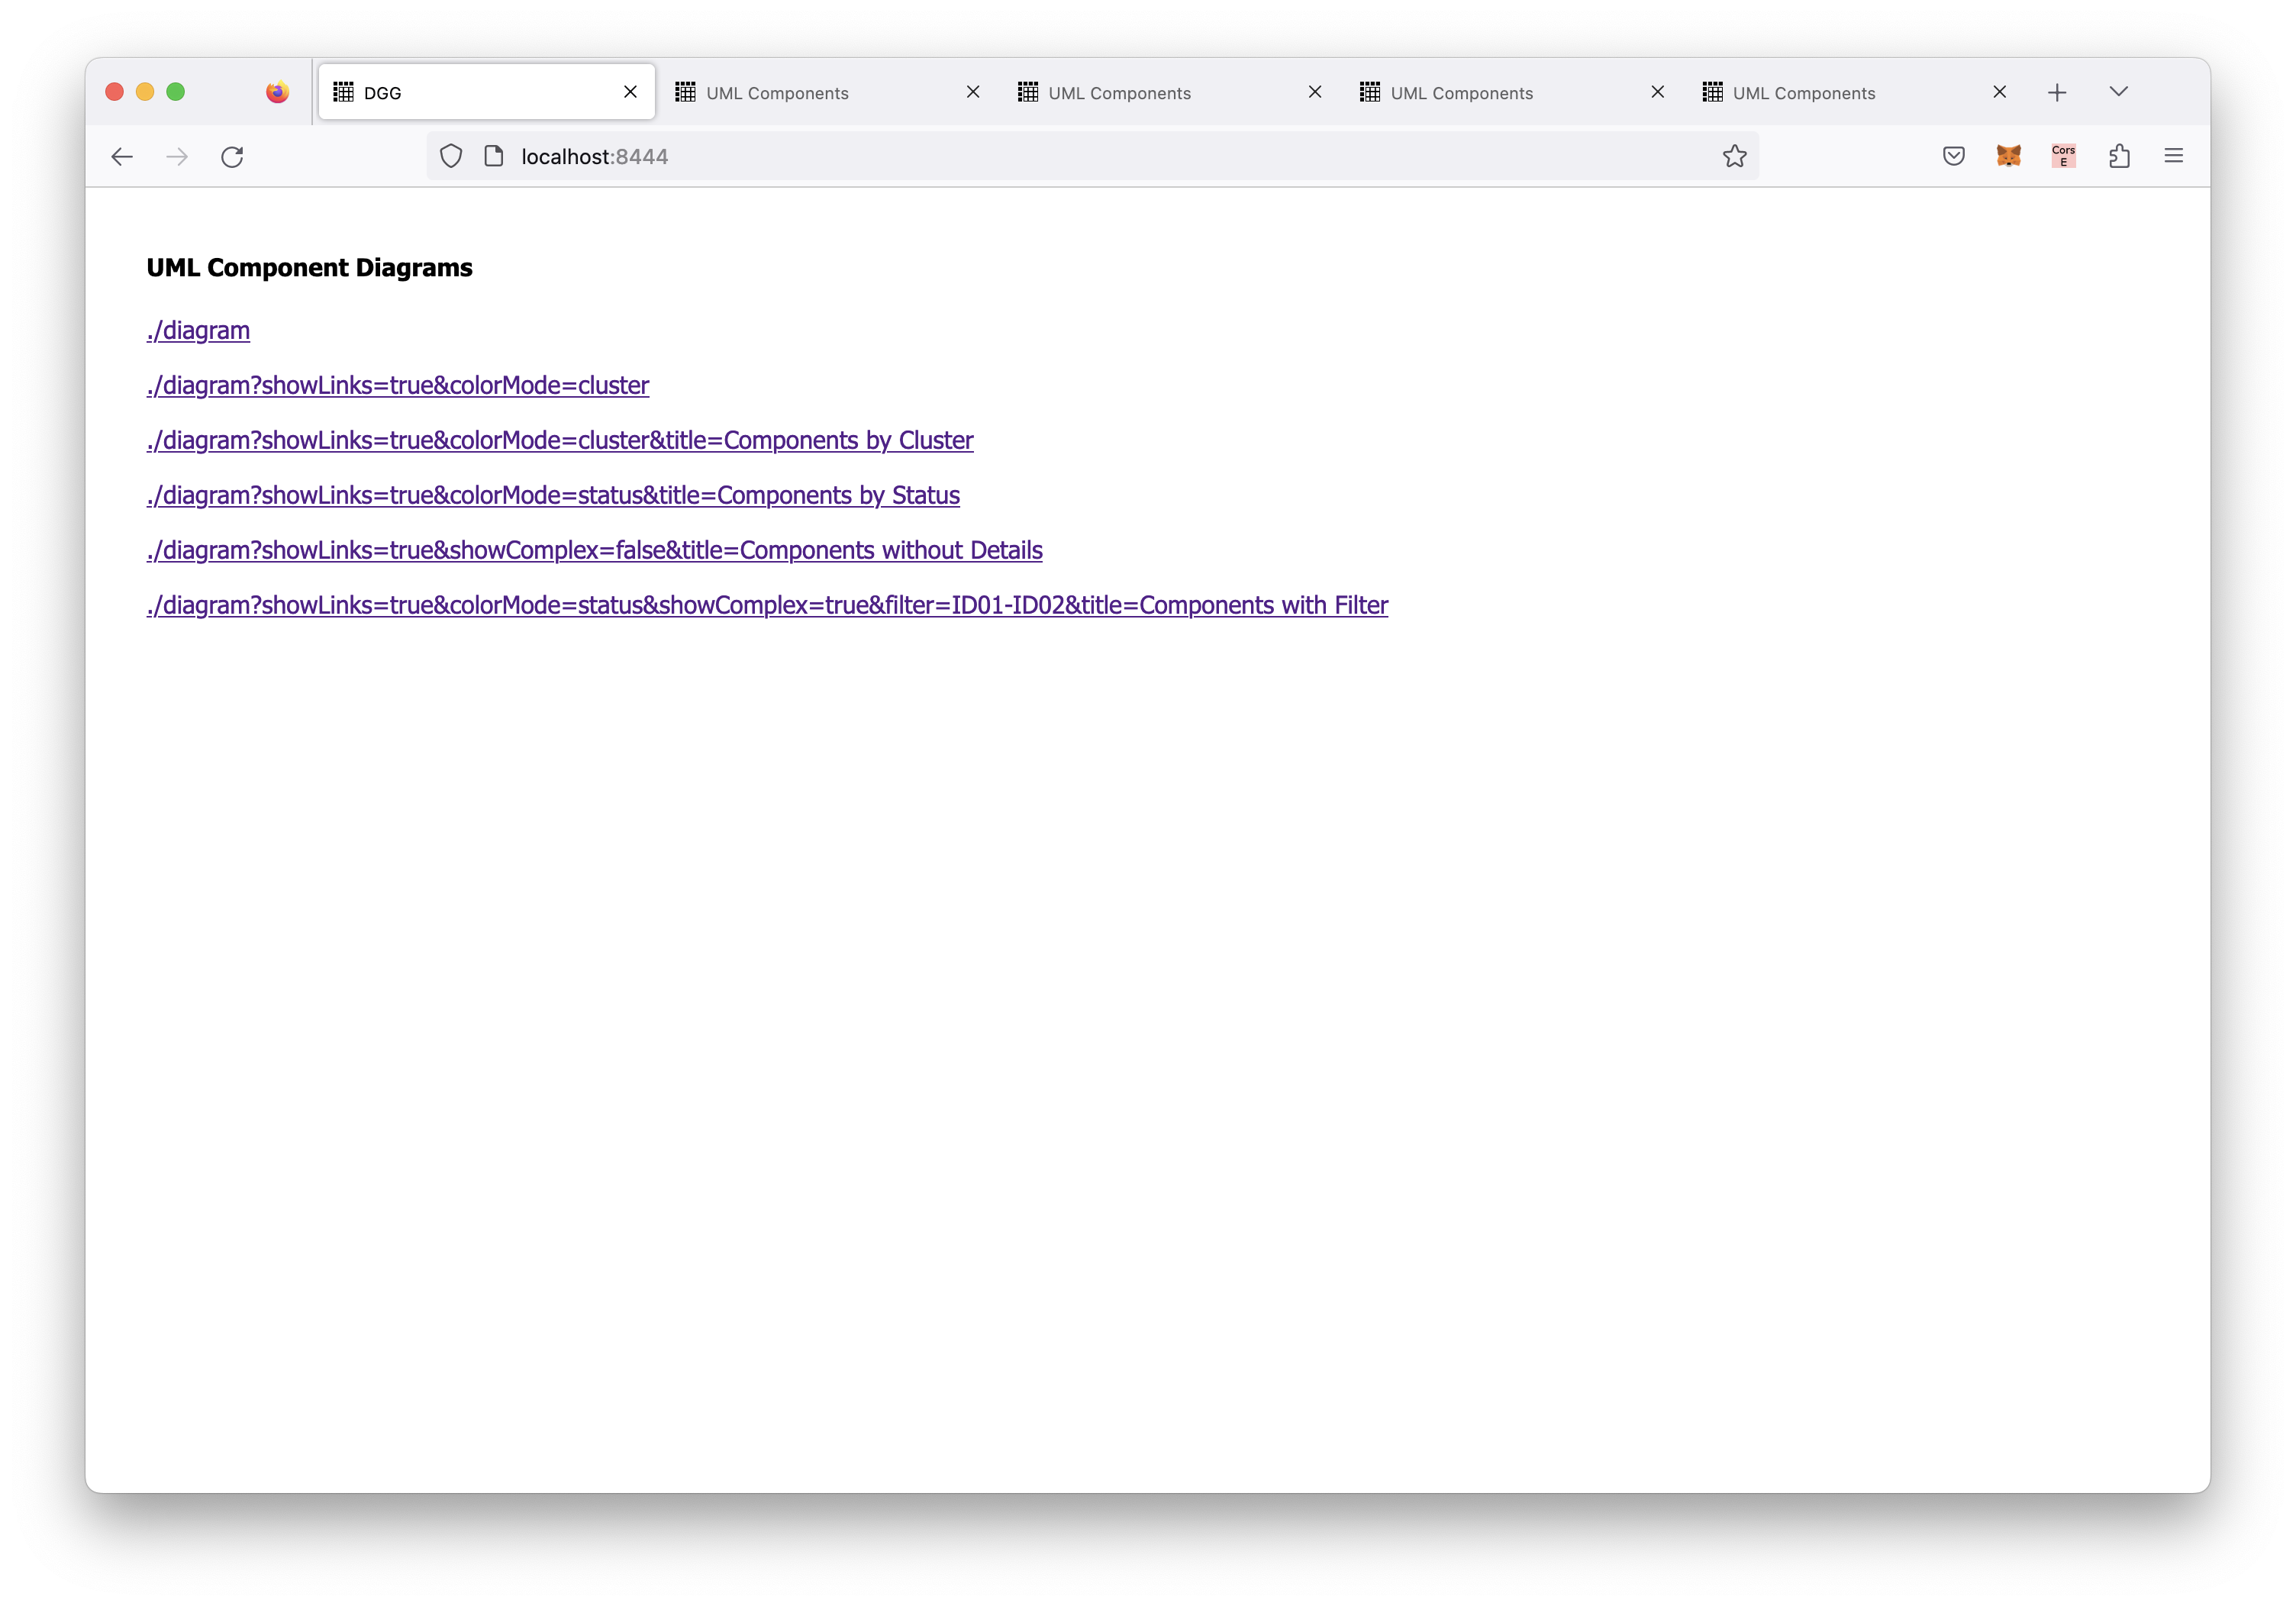 DGG
UML Components
UML Components
UML Components
UML Components
localhost:8444
Cors
E
UML Component Diagrams
./diagram
./diagram?showLinks=true&colorMode=cluster
./diagram?showLinks=true&colorMode=cluster&title=Components by Cluster
./diagram?showLinks=true&colorMode=status&title=Components by Status
./diagram?showLinks=true&showComplex=false&title=Components without Details
./diagram?showLinks=true&colorMode=status&showComplex=true&filter=ID01-ID02&title=Components with Filter